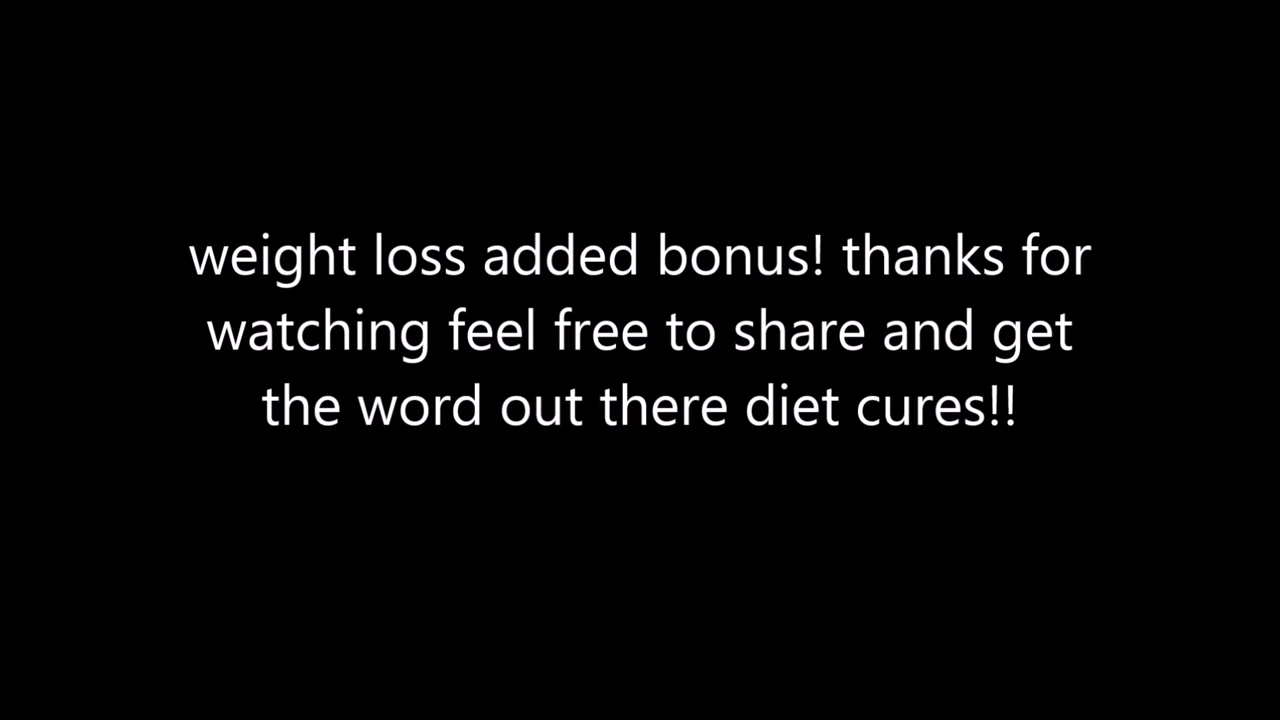 weight loss added bonus! thanks for
watching feel free to share and get
the word out there diet cures!!